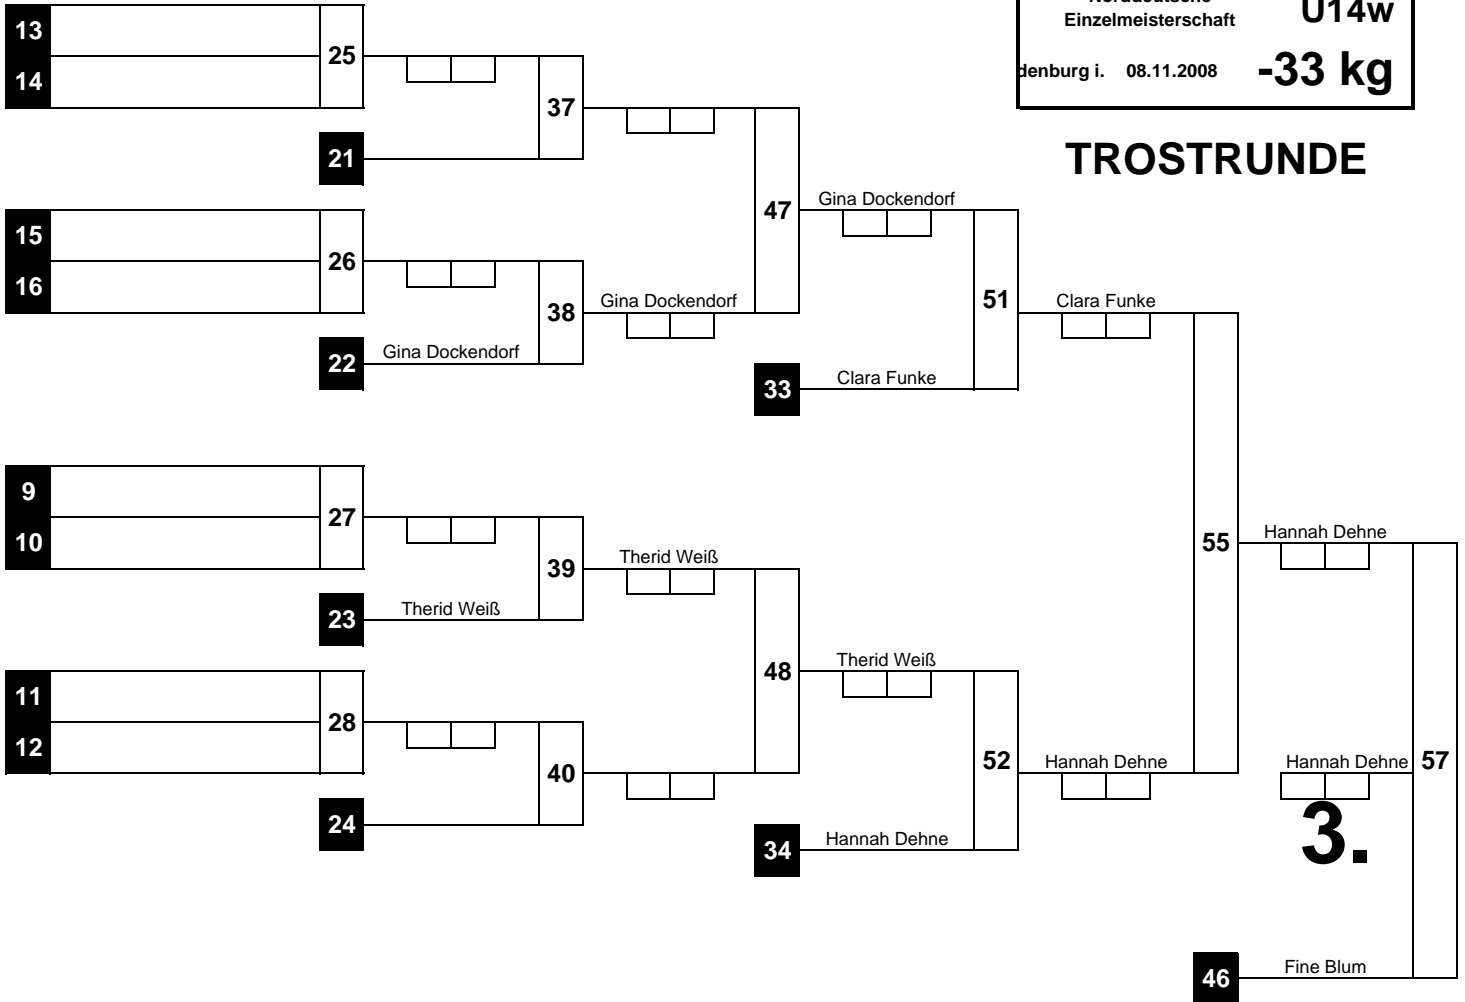 Norddeutsche
Einzelmeisterschaft
U14w
denburg i. 08.11.2008 -33 kg
TROSTRUNDE
13
14
25
37
21
47
Gina Dockendorf
15
16
26
38
Gina Dockendorf
22
Gina Dockendorf
51
Clara Funke
33
Clara Funke
9
10
27
39
Therid Weiß
23
Therid Weiß
55
Hannah Dehne
11
12
28
40
24
48
Therid Weiß
52
Hannah Dehne
34
Hannah Dehne
Hannah Dehne
57
3.
46
Fine Blum